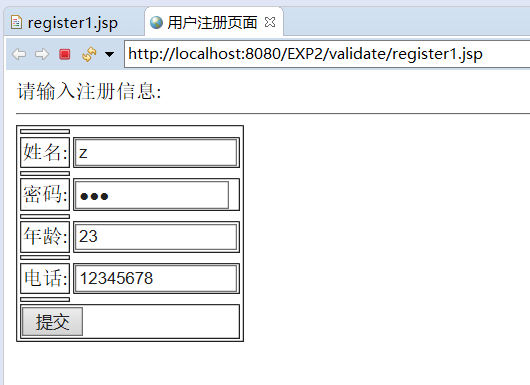 register1.jsp 用户注册页面
http://localhost:8080/EXP2/validate/register1.jsp
请输入注册信息:
姓名: z
密码: ●●●
年龄: 23
电话: 12345678
提交